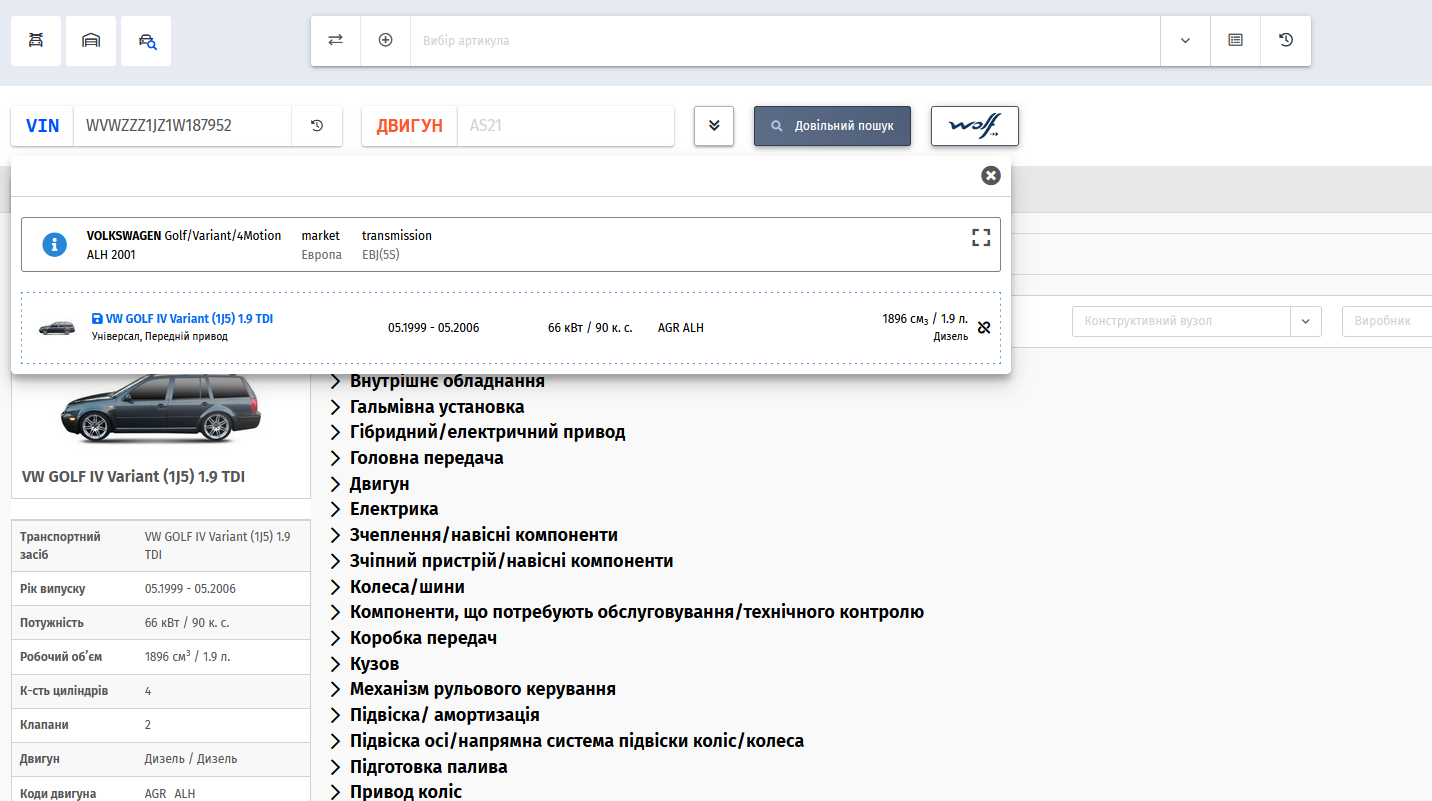 Вибір артикула
VIN WVWZZZ1JZ1W187952 ДВИГУН AS21 Довільний пошук wolf
VOLKSWAGEN Golf/Variant/4Motion market transmission
ALH 2001 Европа EBJ(5S)
VW GOLF IV Variant (1J5) 1.9 TDI
Універсал, Передній привод
05.1999 - 05.2006
66 кВт / 90 к. с.
AGR ALH
1896 см3 / 1.9 л.
Дизель
Конструктивний вузол
Виробник
VW GOLF IV Variant (1J5) 1.9 TDI
Транспортний засіб VW GOLF IV Variant (1J5) 1.9 TDI
Рік випуску 05.1999 - 05.2006
Потужність 66 кВт / 90 к. с.
Робочий об'єм 1896 см3 / 1.9 л.
К-сть циліндрів 4
Клапани 2
Двигун Дизель / Дизель
Коди двигуна AGR ALH
Внутрішнє обладнання
Гальмівна установка
Гібридний/електричний привод
Головна передача
Двигун
Електрика
Зчеплення/навісні компоненти
Зчіпний пристрій/навісні компоненти
Колеса/шини
Компоненти, що потребують обслуговування/технічного контролю
Коробка передач
Кузов
Механізм рульового керування
Підвіска/ амортизація
Підвіска осі/напрямна система підвіски коліс/колеса
Підготовка палива
Привод коліс